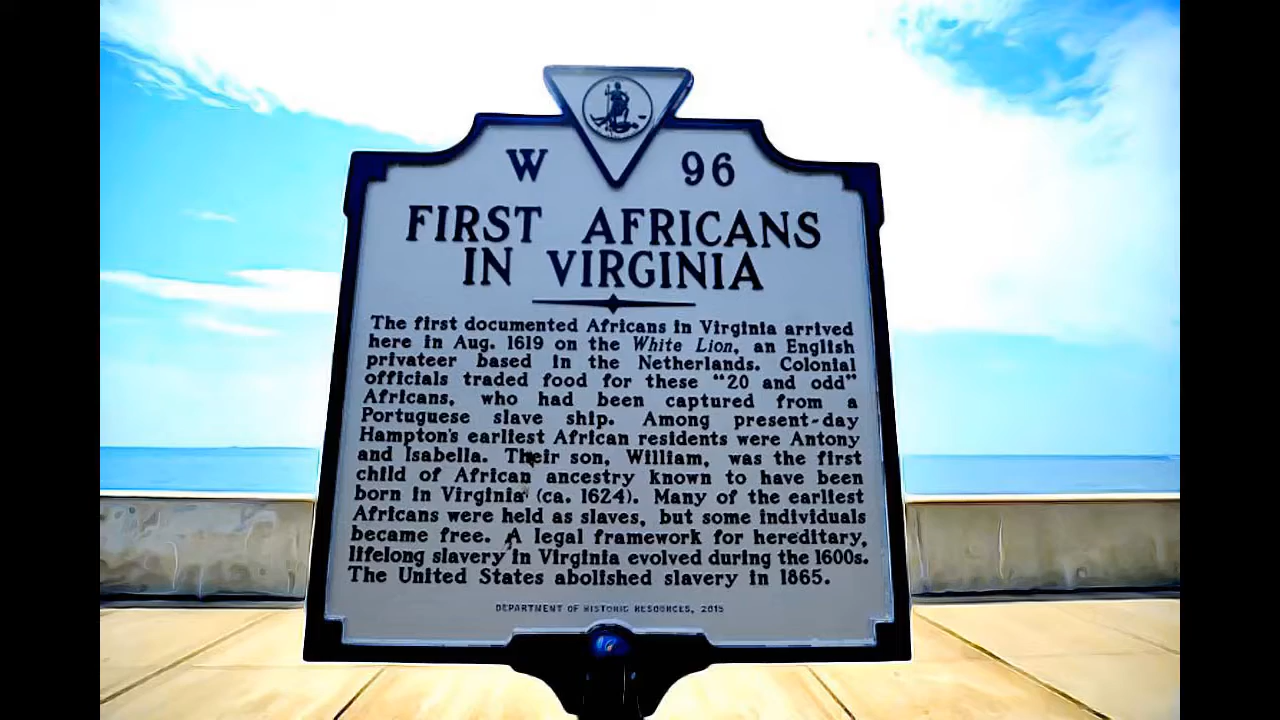 W 96
FIRST AFRICANS
IN VIRGINIA
The first documented Africans in Virginia arrived
here in Aug. 1619 on the White Lion, an English
privateer based in the Netherlands. Colonial
officials traded food for these "20 and odd"
Africans, who had been captured from a
Portuguese slave ship. Among present-day
Hampton's earliest African residents were Antony
and Isabella. Their son, William, was the first
child of African ancestry known to have been
born in Virginia (ca. 1624). Many of the earliest
Africans were held as slaves, but some individuals
became free. A legal framework for hereditary,
lifelong slavery in Virginia evolved during the 1600s.
The United States abolished slavery in 1865.
DEPARTMENT OF HISTORIC RESOURCES, 2015